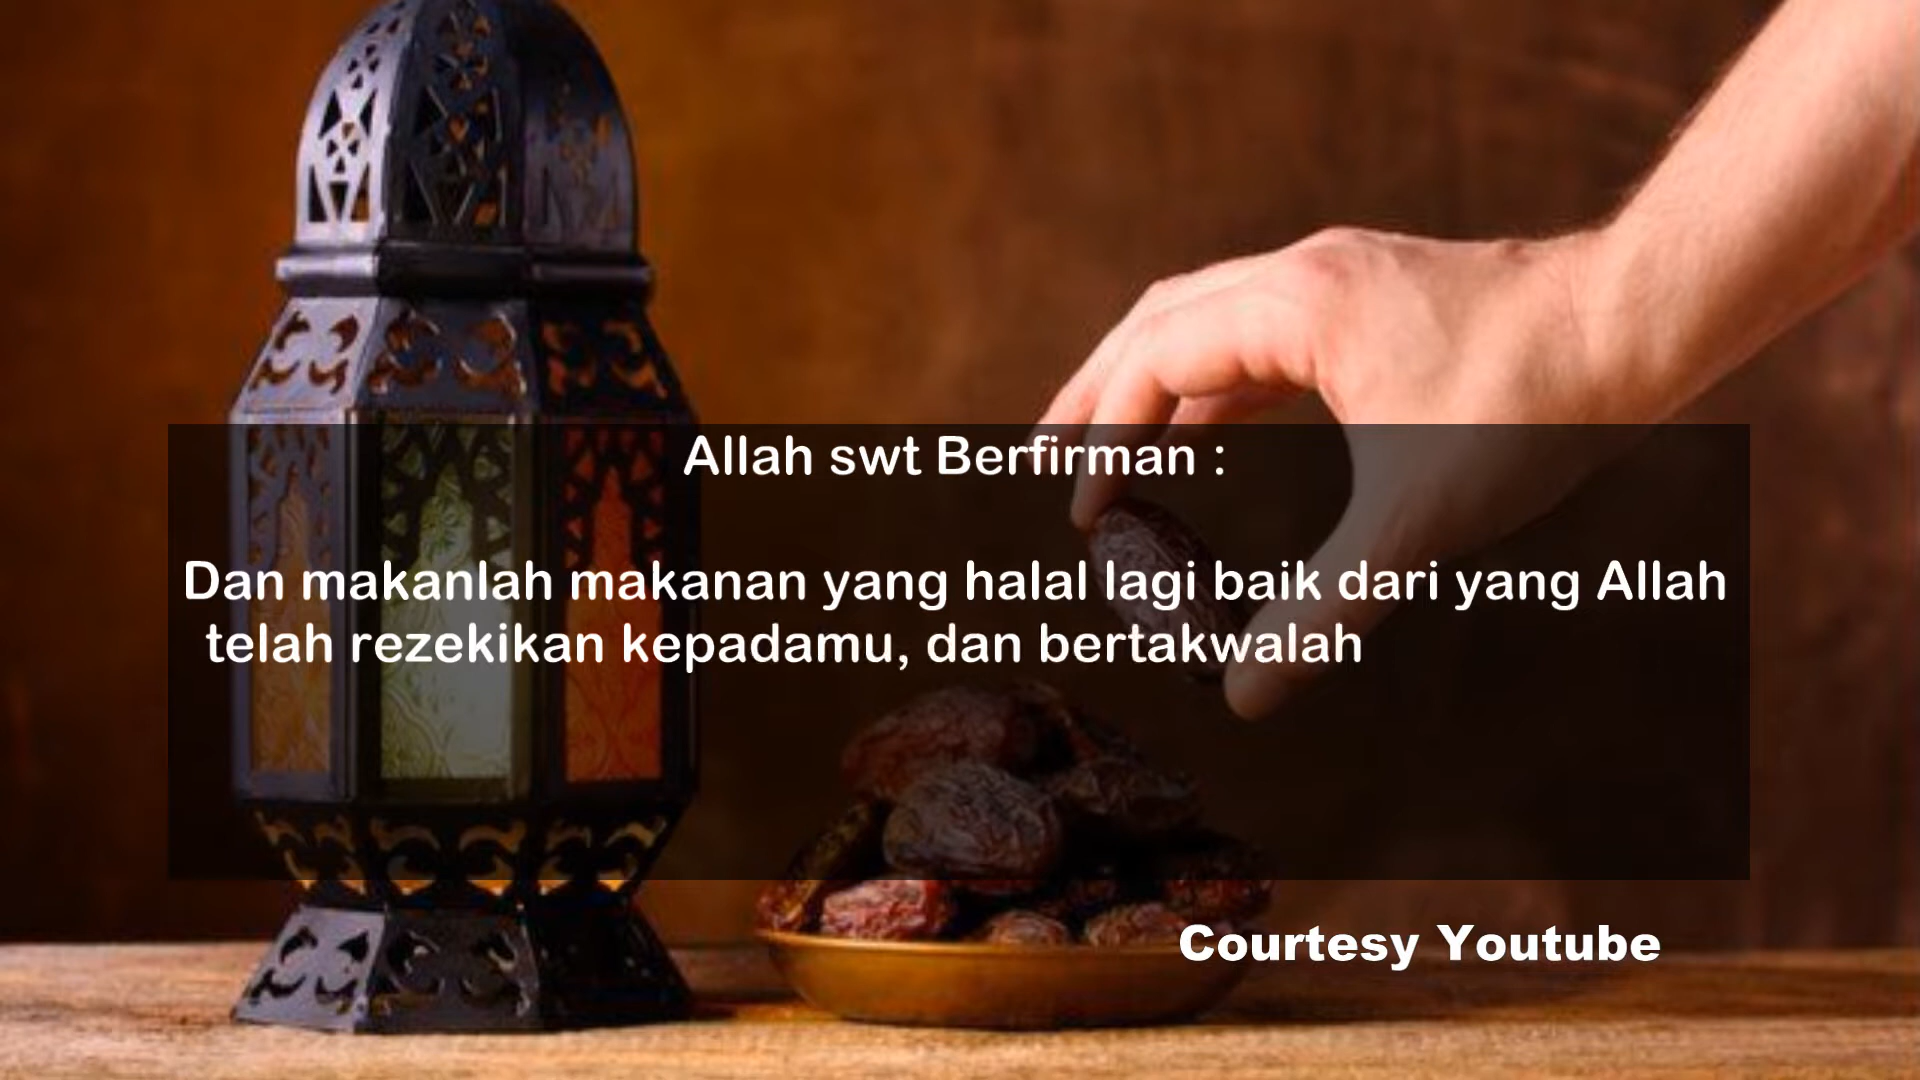 Allah swt Berfirman :
Dan makanlah makanan yang halal lagi baik dari yang Allah
telah rezekikan kepadamu, dan bertakwalah
Courtesy Youtube